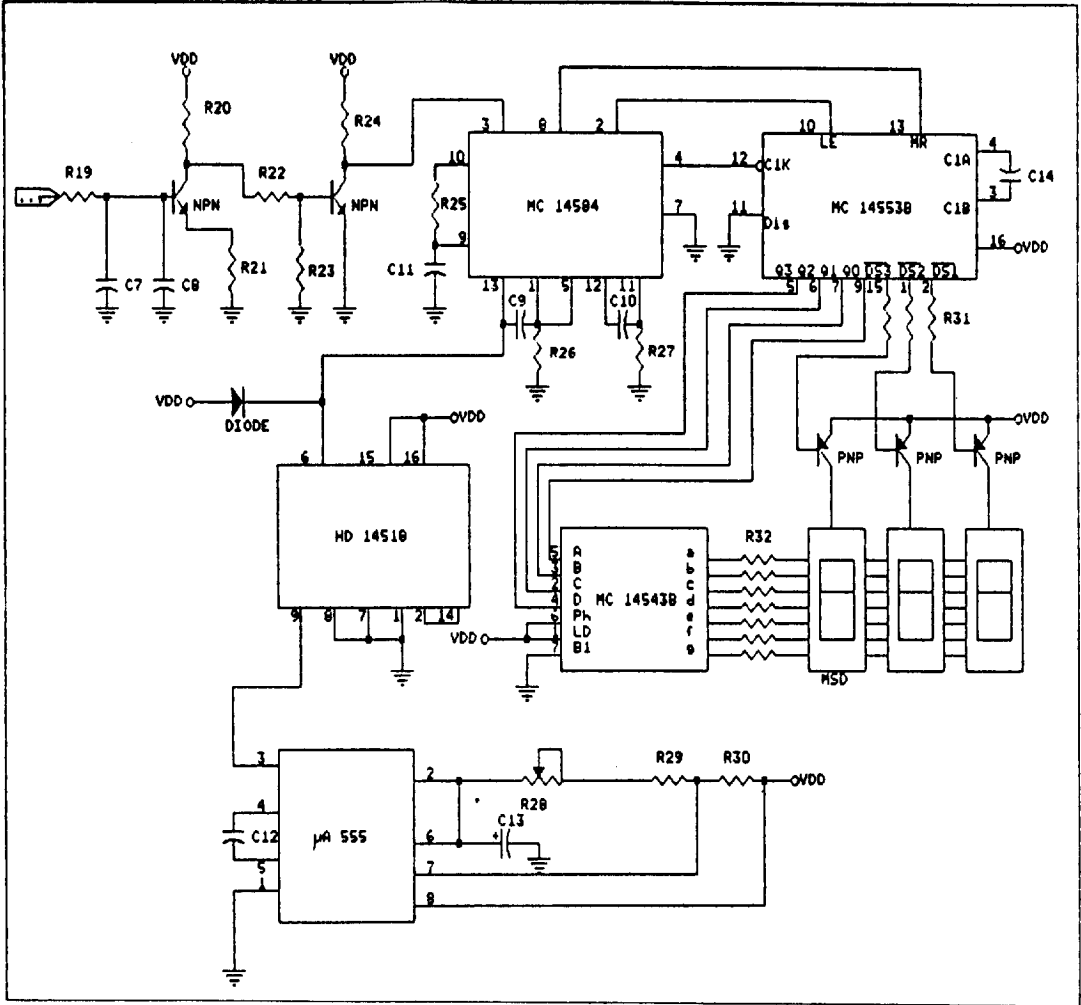 VDD VDD
R20 R24
R19 NPN R22 NPN
R21 R23
C7 C8
3 8 2
10 4
R25 MC 14584
9 7
C11
13 1 5 12 11
C9 C10
R26 R27
10 13
LE MR
12 C1K C1A 4
MC 14553B C14
11 Dis C1B 3
16 VDD
Q3 Q2 Q1 Q0 DS3 DS2 DS1
5 6 7 9 15 1 2
R31
VDD DIODE
VDD
6 15 16
HD 14518
9 8 7 1 2 14
VDD
PNP PNP PNP
R32
5 A a
3 B b
2 C c
4 D MC 14543B d
6 Ph e
VDD LD f
7 BI g
MSD
3 2
4
C12 µA 555 6
5 7
1 8
R28 R29 R30 VDD
C13
+